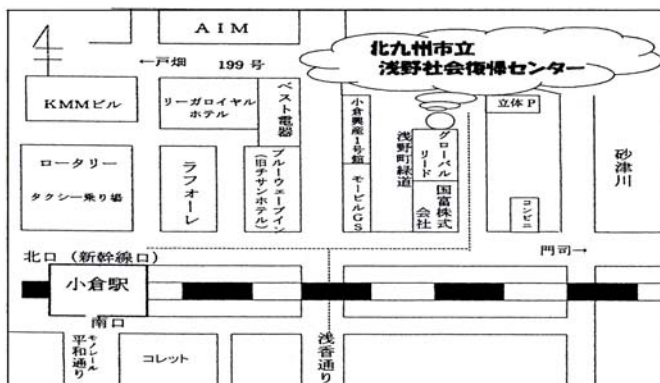 AIM
北九州市立
浅野社会復帰センター
←戸畑 199号
KMMビル
リーガロイヤル
ホテル
ベスト電器
小倉興産1号館
浅野町緑道
グローバル
リード
立体P
砂津川
ロータリー
タクシー乗り場
ラフォーレ
ブルーウェーブイン
(旧チサンホテル)
モービルGS
国富株式
会社
コンビニ
北口(新幹線口)
門司→
小倉駅
南口
モノレール
平和通り
コレット
浅香通り